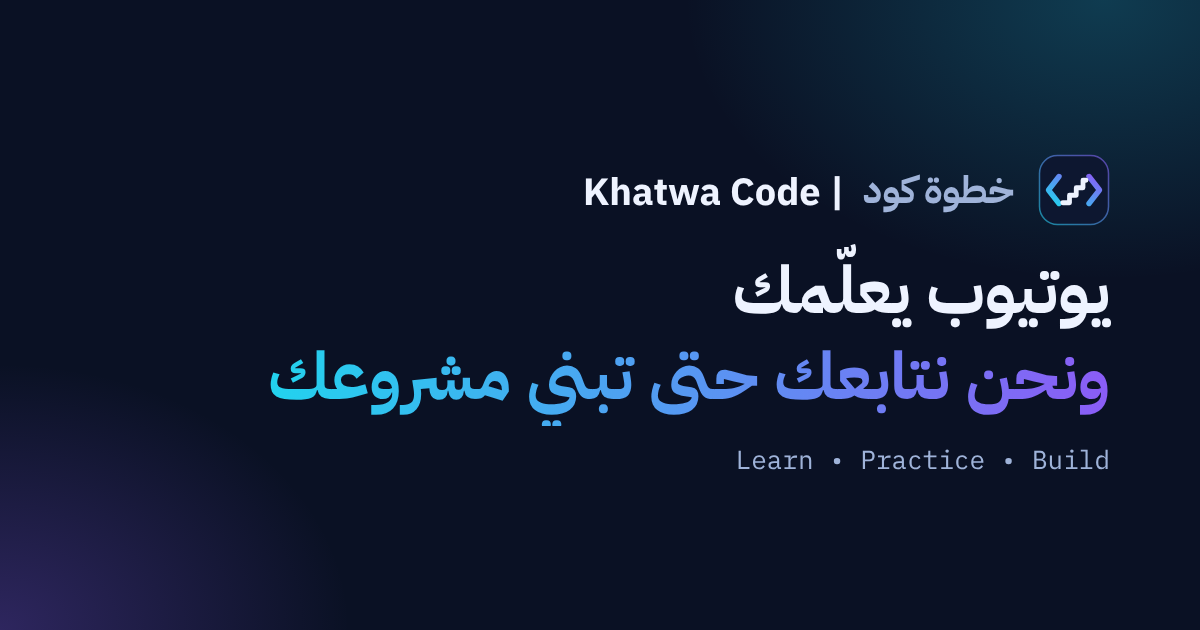 خطوة كود | Khatwa Code
يوتيوب يعلّمك
ونحن نتابعك حتى تبني مشروعك
Learn • Practice • Build